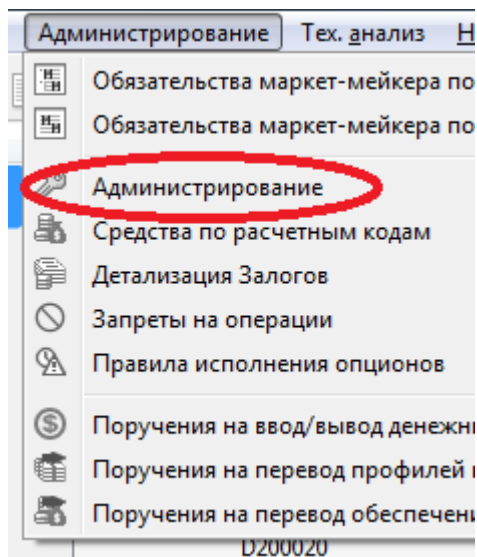 Администрирование Тех. анализ Н
Обязательства маркет-мейкера по
Обязательства маркет-мейкера по
Администрирование
Средства по расчетным кодам
Детализация Залогов
Запреты на операции
Правила исполнения опционов
Поручения на ввод/вывод денежн
Поручения на перевод профилей
Поручения на перевод обеспечен
D200020